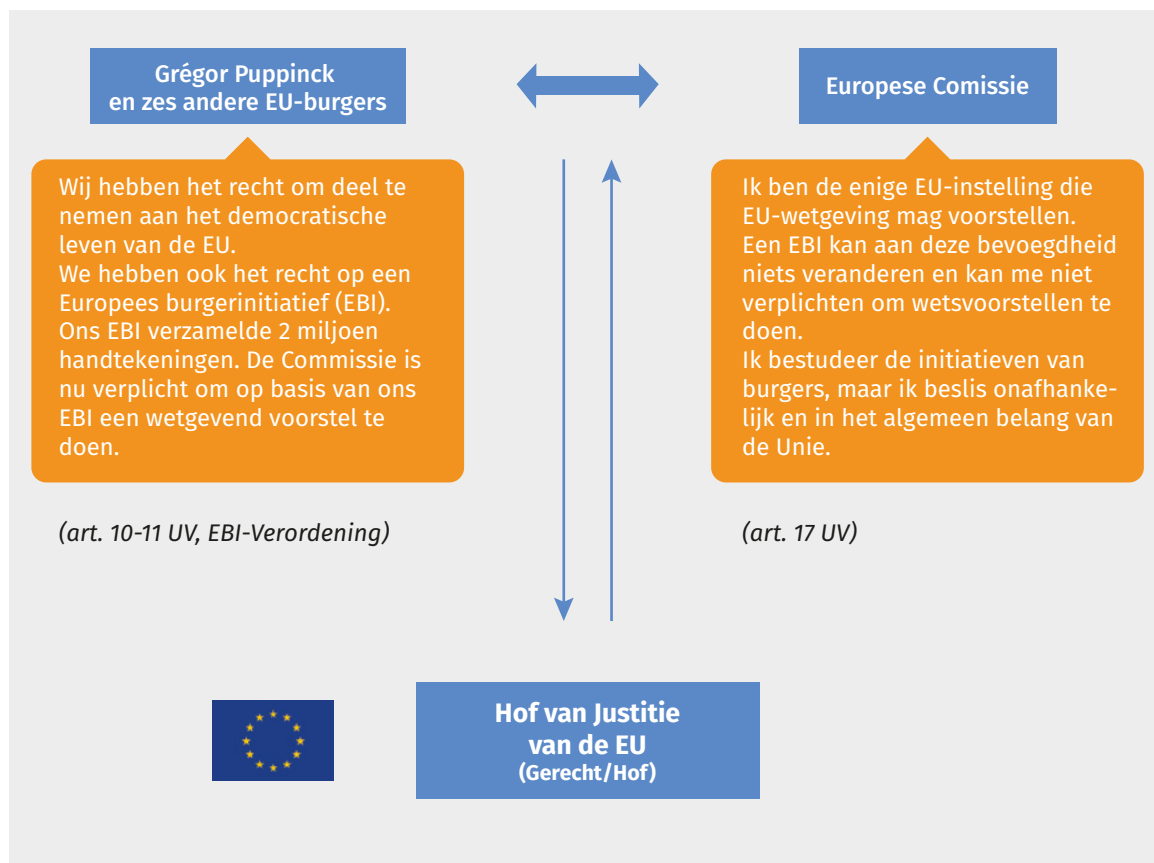 Grégor Puppinck
en zes andere EU-burgers
Europese Comissie
Wij hebben het recht om deel te
nemen aan het democratische
leven van de EU.
We hebben ook het recht op een
Europees burgerinitiatief (EBI).
Ons EBI verzamelde 2 miljoen
handtekeningen. De Commissie is
nu verplicht om op basis van ons
EBI een wetgevend voorstel te
doen.
Ik ben de enige EU-instelling die
EU-wetgeving mag voorstellen.
Een EBI kan aan deze bevoegdheid
niets veranderen en kan me niet
verplichten om wetsvoorstellen te
doen.
Ik bestudeer de initiatieven van
burgers, maar ik beslis onafhanke-
lijk en in het algemeen belang van
de Unie.
(art. 10-11 UV, EBI-Verordening)
(art. 17 UV)
Hof van Justitie
van de EU
(Gerecht/Hof)